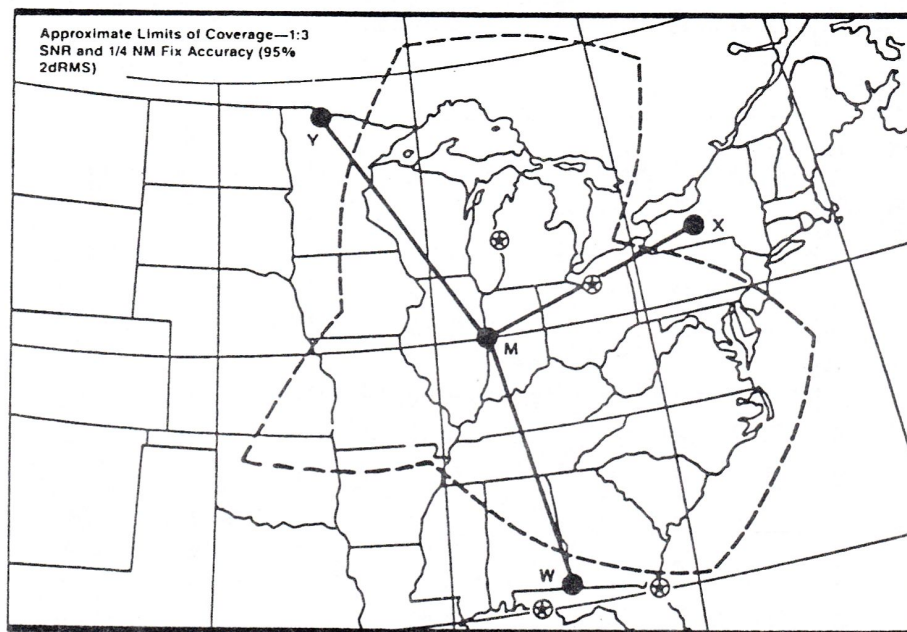 Approximate Limits of Coverage—1:3
SNR and 1/4 NM Fix Accuracy (95%
2dRMS)
Y
X
M
W